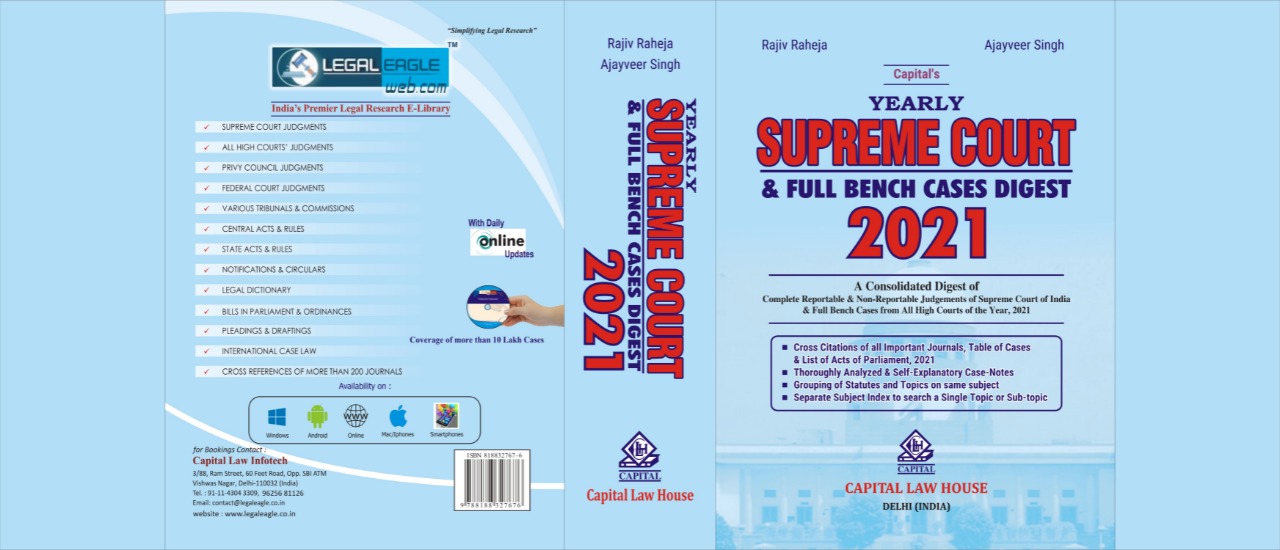 "Simplifying Legal Research"
TM
LEGAL EAGLE
web.com
India's Premier Legal Research E-Library
✓ SUPREME COURT JUDGMENTS
✓ ALL HIGH COURTS' JUDGMENTS
✓ PRIVY COUNCIL JUDGMENTS
✓ FEDERAL COURT JUDGMENTS
✓ VARIOUS TRIBUNALS & COMMISSIONS
✓ CENTRAL ACTS & RULES
✓ STATE ACTS & RULES
✓ NOTIFICATIONS & CIRCULARS
✓ LEGAL DICTIONARY
✓ BILLS IN PARLIAMENT & ORDINANCES
✓ PLEADINGS & DRAFTINGS
✓ INTERNATIONAL CASE LAW
✓ CROSS REFERENCES OF MORE THAN 200 JOURNALS
With Daily
online
Updates
Coverage of more than 10 Lakh Cases
Availability on :
WWW
Windows Android Online Mac/Iphones Smartphones
for Bookings Contact :
Capital Law Infotech
3/88, Ram Street, 60 Feet Road, Opp. SBI ATM
Vishwas Nagar, Delhi-110032 (India)
Tel. : 91-11-4304 3309, 96256 81126
Email: contact@legaleagle.co.in
website : www.legaleagle.co.in
ISBN 818832767-6
9 788188 327676
Rajiv Raheja
Ajayveer Singh
YEARLY
SUPREME COURT
& FULL BENCH CASES DIGEST
2021
CLH
CAPITAL
Capital Law House
Rajiv Raheja Ajayveer Singh
Capital's
YEARLY
SUPREME COURT
& FULL BENCH CASES DIGEST
2021
A Consolidated Digest of
Complete Reportable & Non-Reportable Judgements of Supreme Court of India
& Full Bench Cases from All High Courts of the Year, 2021
■ Cross Citations of all Important Journals, Table of Cases
& List of Acts of Parliament, 2021
■ Thoroughly Analyzed & Self-Explanatory Case-Notes
■ Grouping of Statutes and Topics on same subject
■ Separate Subject Index to search a Single Topic or Sub-topic
CLH
CAPITAL
CAPITAL LAW HOUSE
DELHI (INDIA)